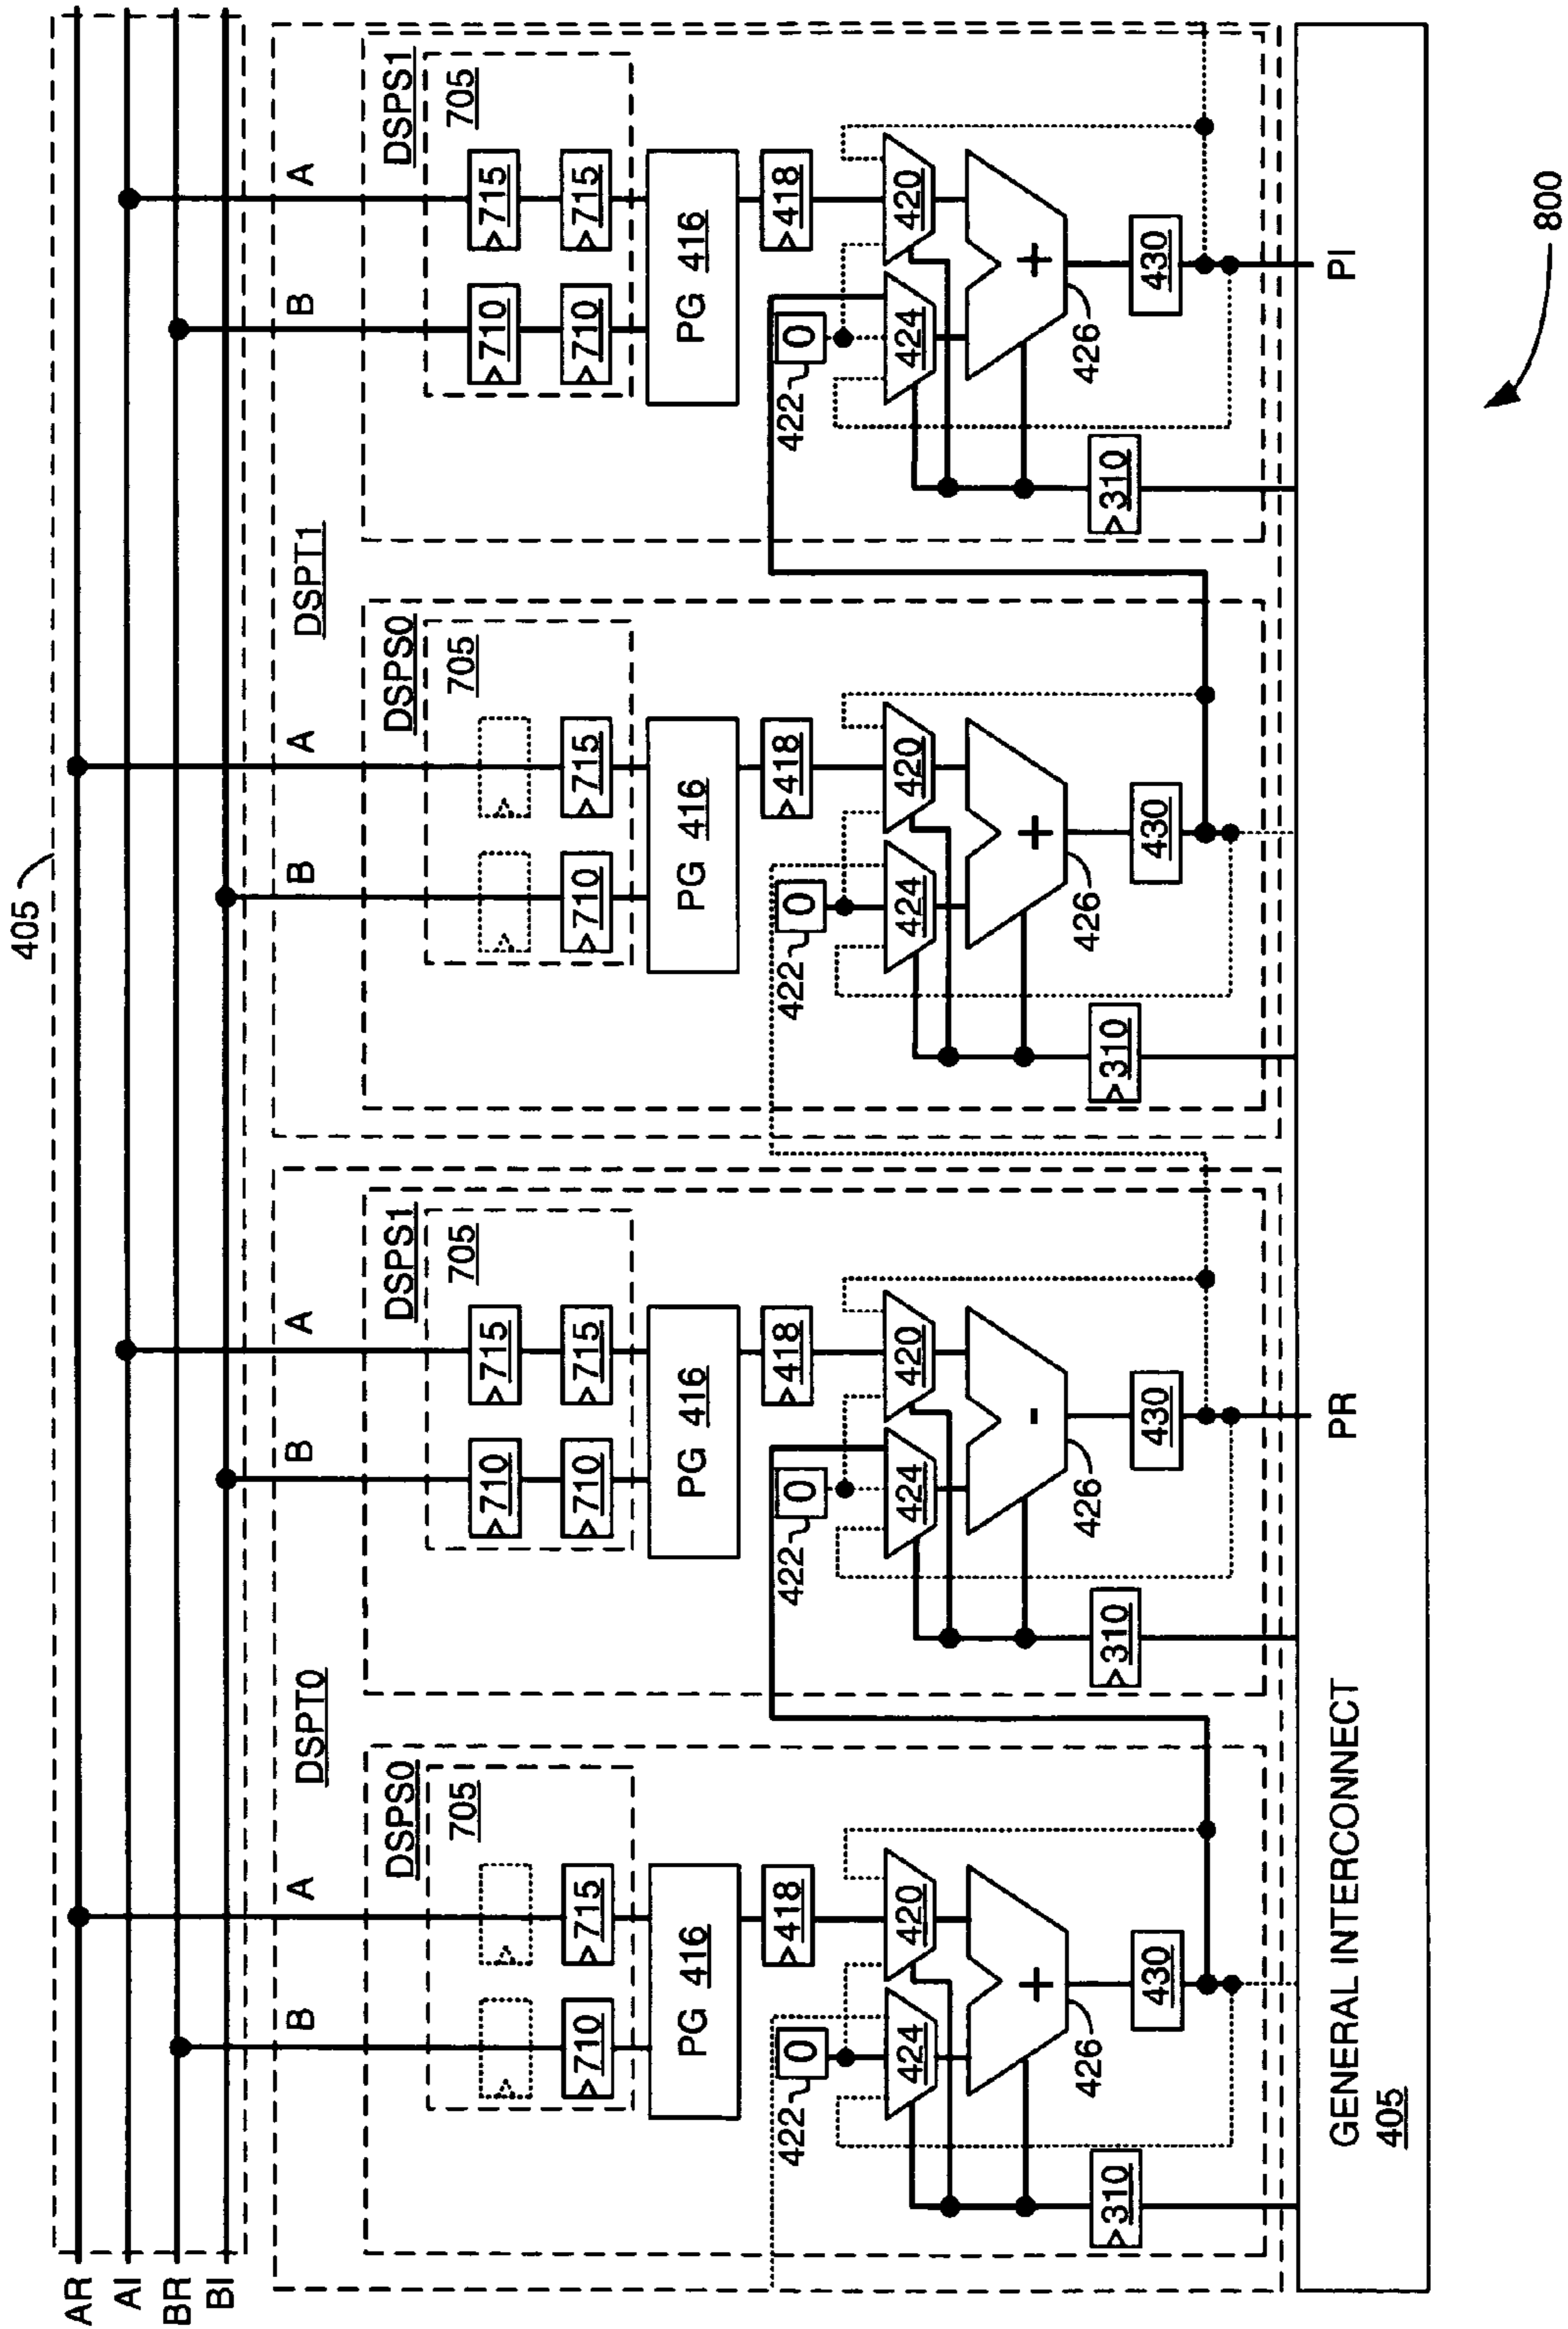 405
AR
AI
BR
BI
B A B A B A B A
DSPT0 DSPT1
DSPS0 DSPS1 DSPS0 DSPS1
705 705 705 705
710 715 710 715
710 715 710 715 710 715 710 715
PG 416 PG 416 PG 416 PG 416
418 418 418 418
422 0 422 0 422 0 422 0
424 420 424 420 424 420 424 420
+ - + +
426 426 426 426
310 430 310 430 310 430 310 430
PR PI
GENERAL INTERCONNECT
405
800